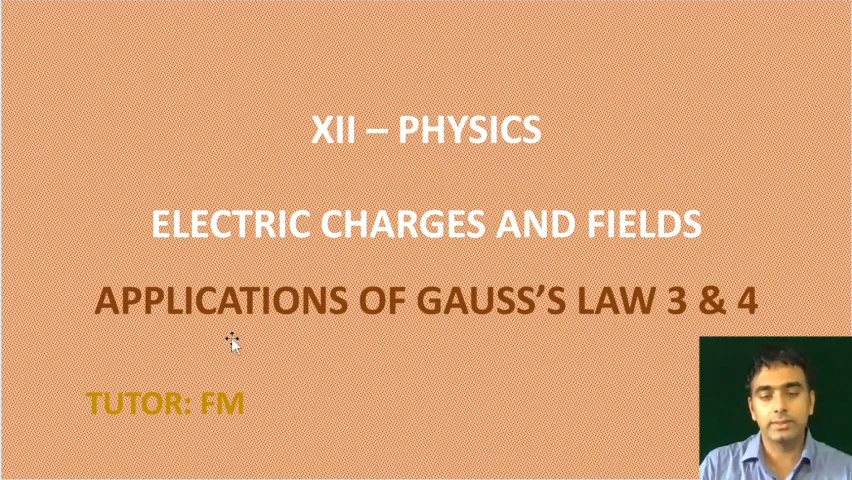 XII – PHYSICS
ELECTRIC CHARGES AND FIELDS
APPLICATIONS OF GAUSS’S LAW 3 & 4
TUTOR: FM